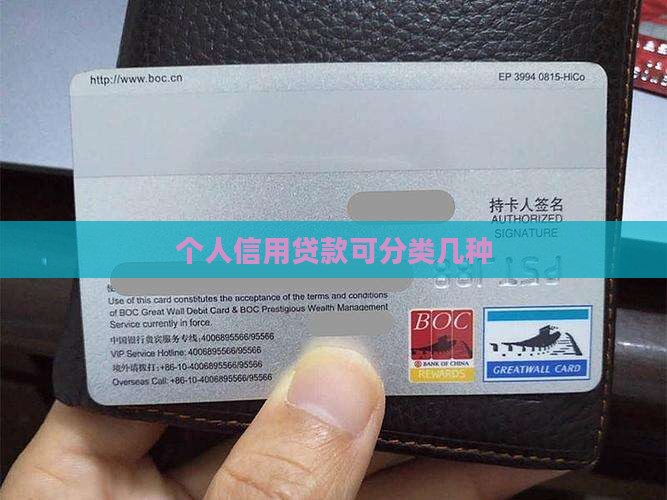 http://www.boc.cn
EP 3994 0815-HiCo
持卡人签名
AUTHORIZED
SIGNATURE
个人信用贷款可分类几种
Use of this card constitutes the acceptance of the terms and conditions
of BOC Great Wall Debit Card & BOC Prestigious Wealth Management
Service currently in force.
中国银行贵宾服务专线:4006895566/95566
VIP Service Hotline: 4006895566/95566
境外请拨打:+86-10-4006895566/95566
Overseas Call: +86-10-4006895566/95566
BOC
BANK OF CHINA
REWARDS
GREATWALL CARD